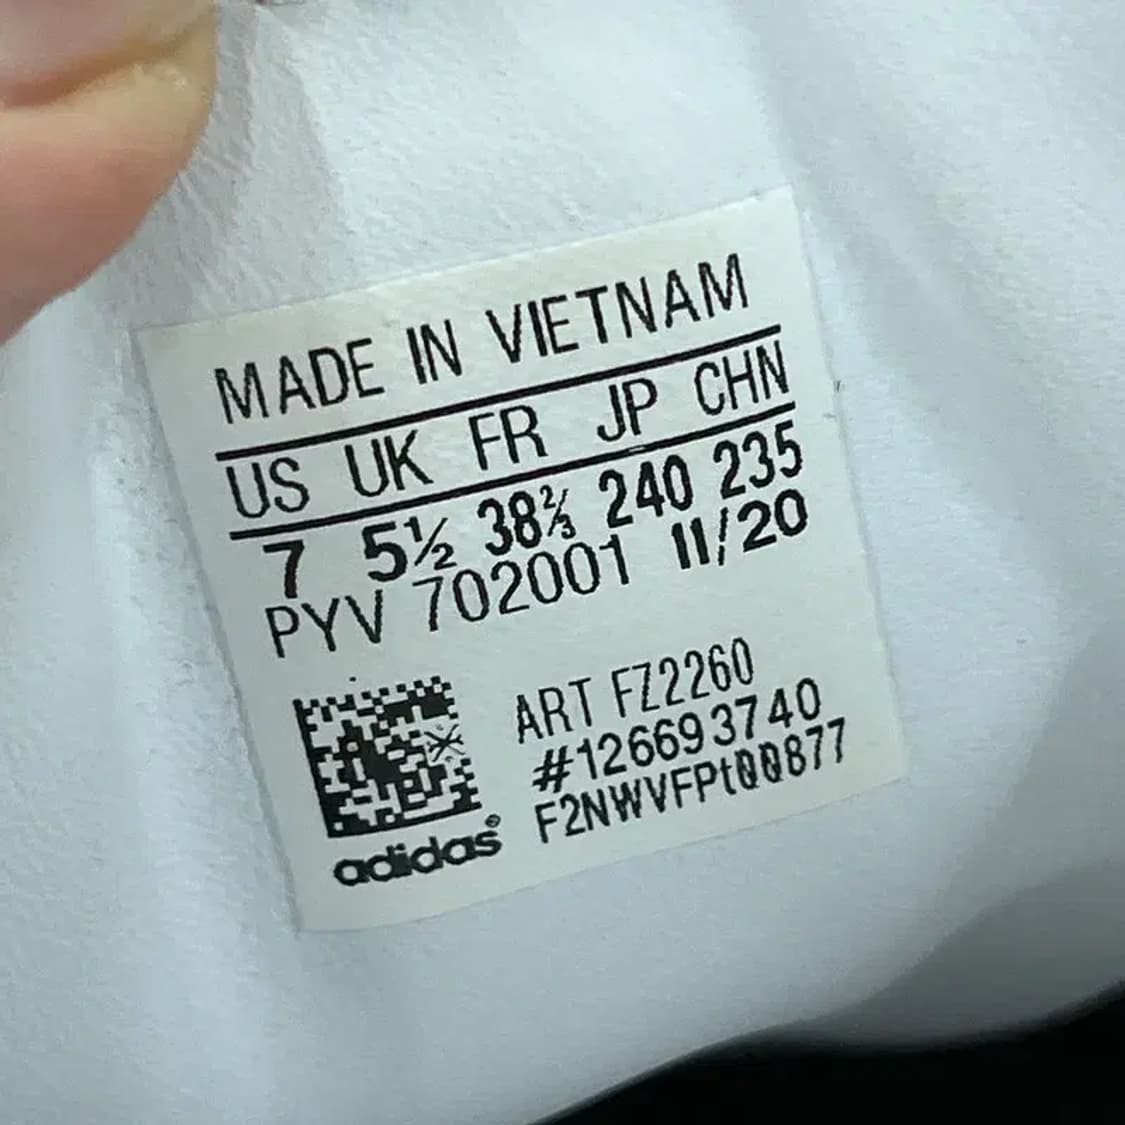 MADE IN VIETNAM
US UK FR JP CHN
7 5½ 38⅔ 240 235
PYV 702001 11/20
ART FZ2260
#126693740
F2NWVFPt00877
adidas®